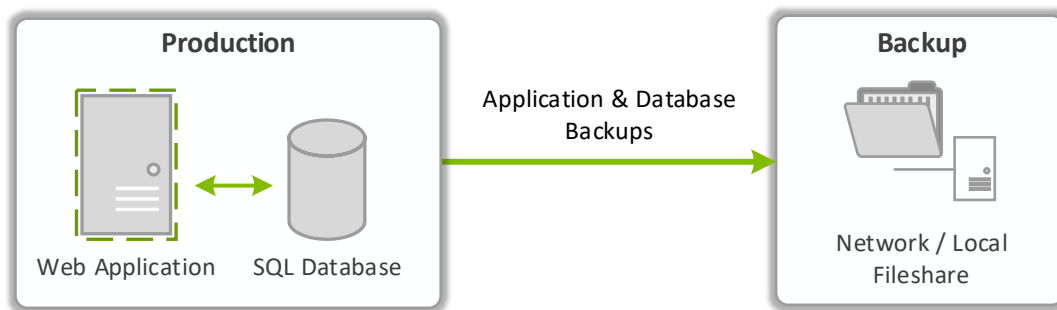 Production
Web Application
SQL Database
Application & Database
Backups
Backup
Network / Local
Fileshare